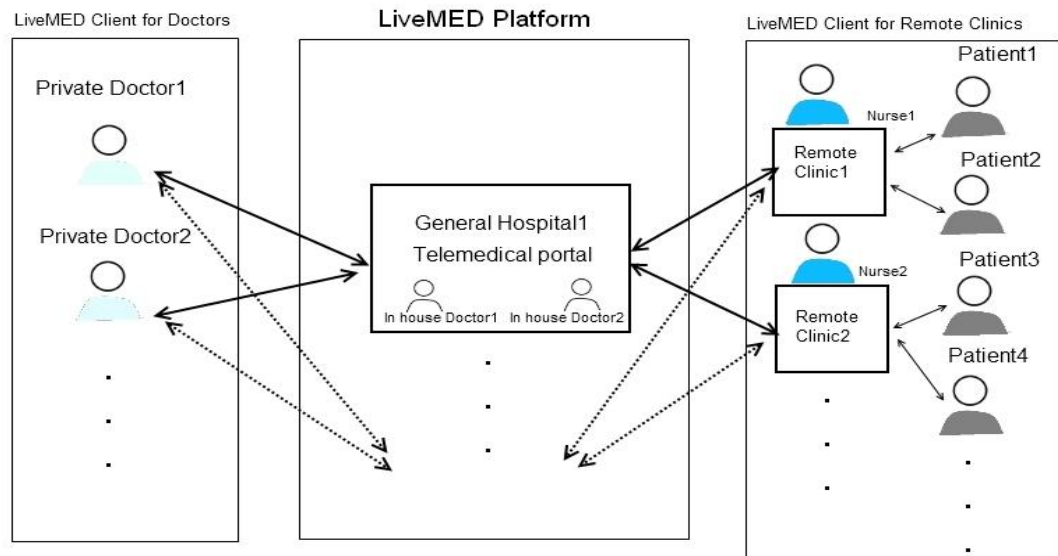 LiveMED Client for Doctors
LiveMED Platform
LiveMED Client for Remote Clinics
Private Doctor1
Private Doctor2
General Hospital1
Telemedical portal
In house Doctor1
In house Doctor2
Patient1
Nurse1
Remote
Clinic1
Patient2
Nurse2
Patient3
Remote
Clinic2
Patient4